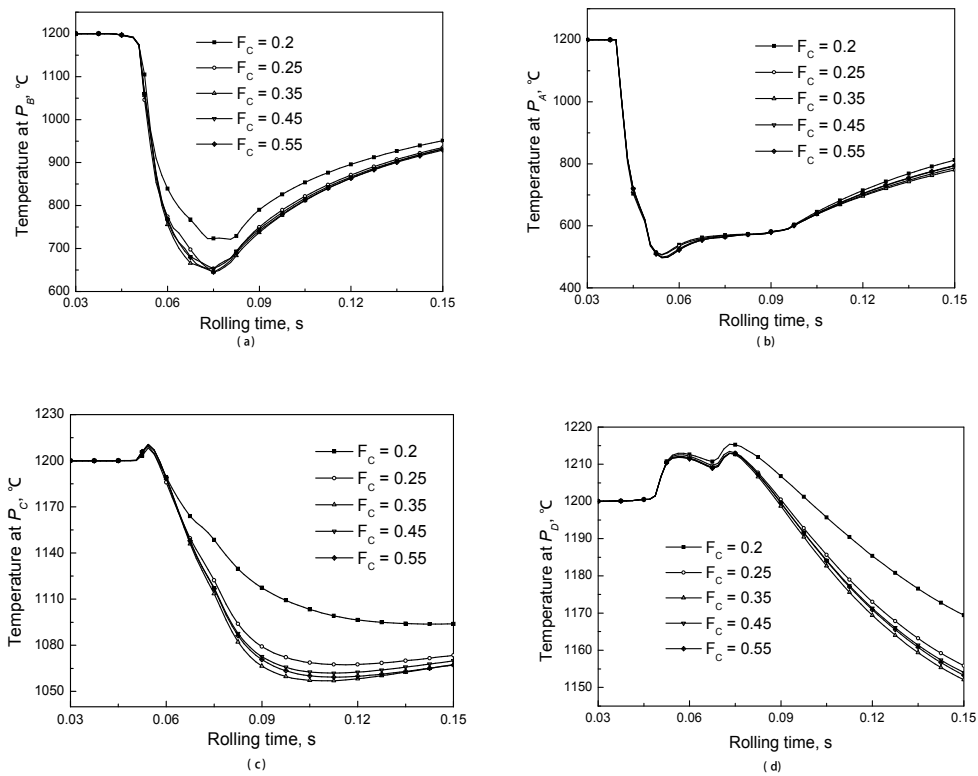 1200
1100
1000
900
800
700
600
Temperature at P_B, °C
F_C = 0.2
F_C = 0.25
F_C = 0.35
F_C = 0.45
F_C = 0.55
0.03 0.06 0.09 0.12 0.15
Rolling time, s
( a )
1200
1000
800
600
400
Temperature at P_A, °C
F_C = 0.2
F_C = 0.25
F_C = 0.35
F_C = 0.45
F_C = 0.55
0.03 0.06 0.09 0.12 0.15
Rolling time, s
( b )
1230
1200
1170
1140
1110
1080
1050
Temperature at P_C, °C
F_C = 0.2
F_C = 0.25
F_C = 0.35
F_C = 0.45
F_C = 0.55
0.03 0.06 0.09 0.12 0.15
Rolling time, s
( c )
1220
1210
1200
1190
1180
1170
1160
1150
Temperature at P_D, °C
F_C = 0.2
F_C = 0.25
F_C = 0.35
F_C = 0.45
F_C = 0.55
0.03 0.06 0.09 0.12 0.15
Rolling time, s
( d )